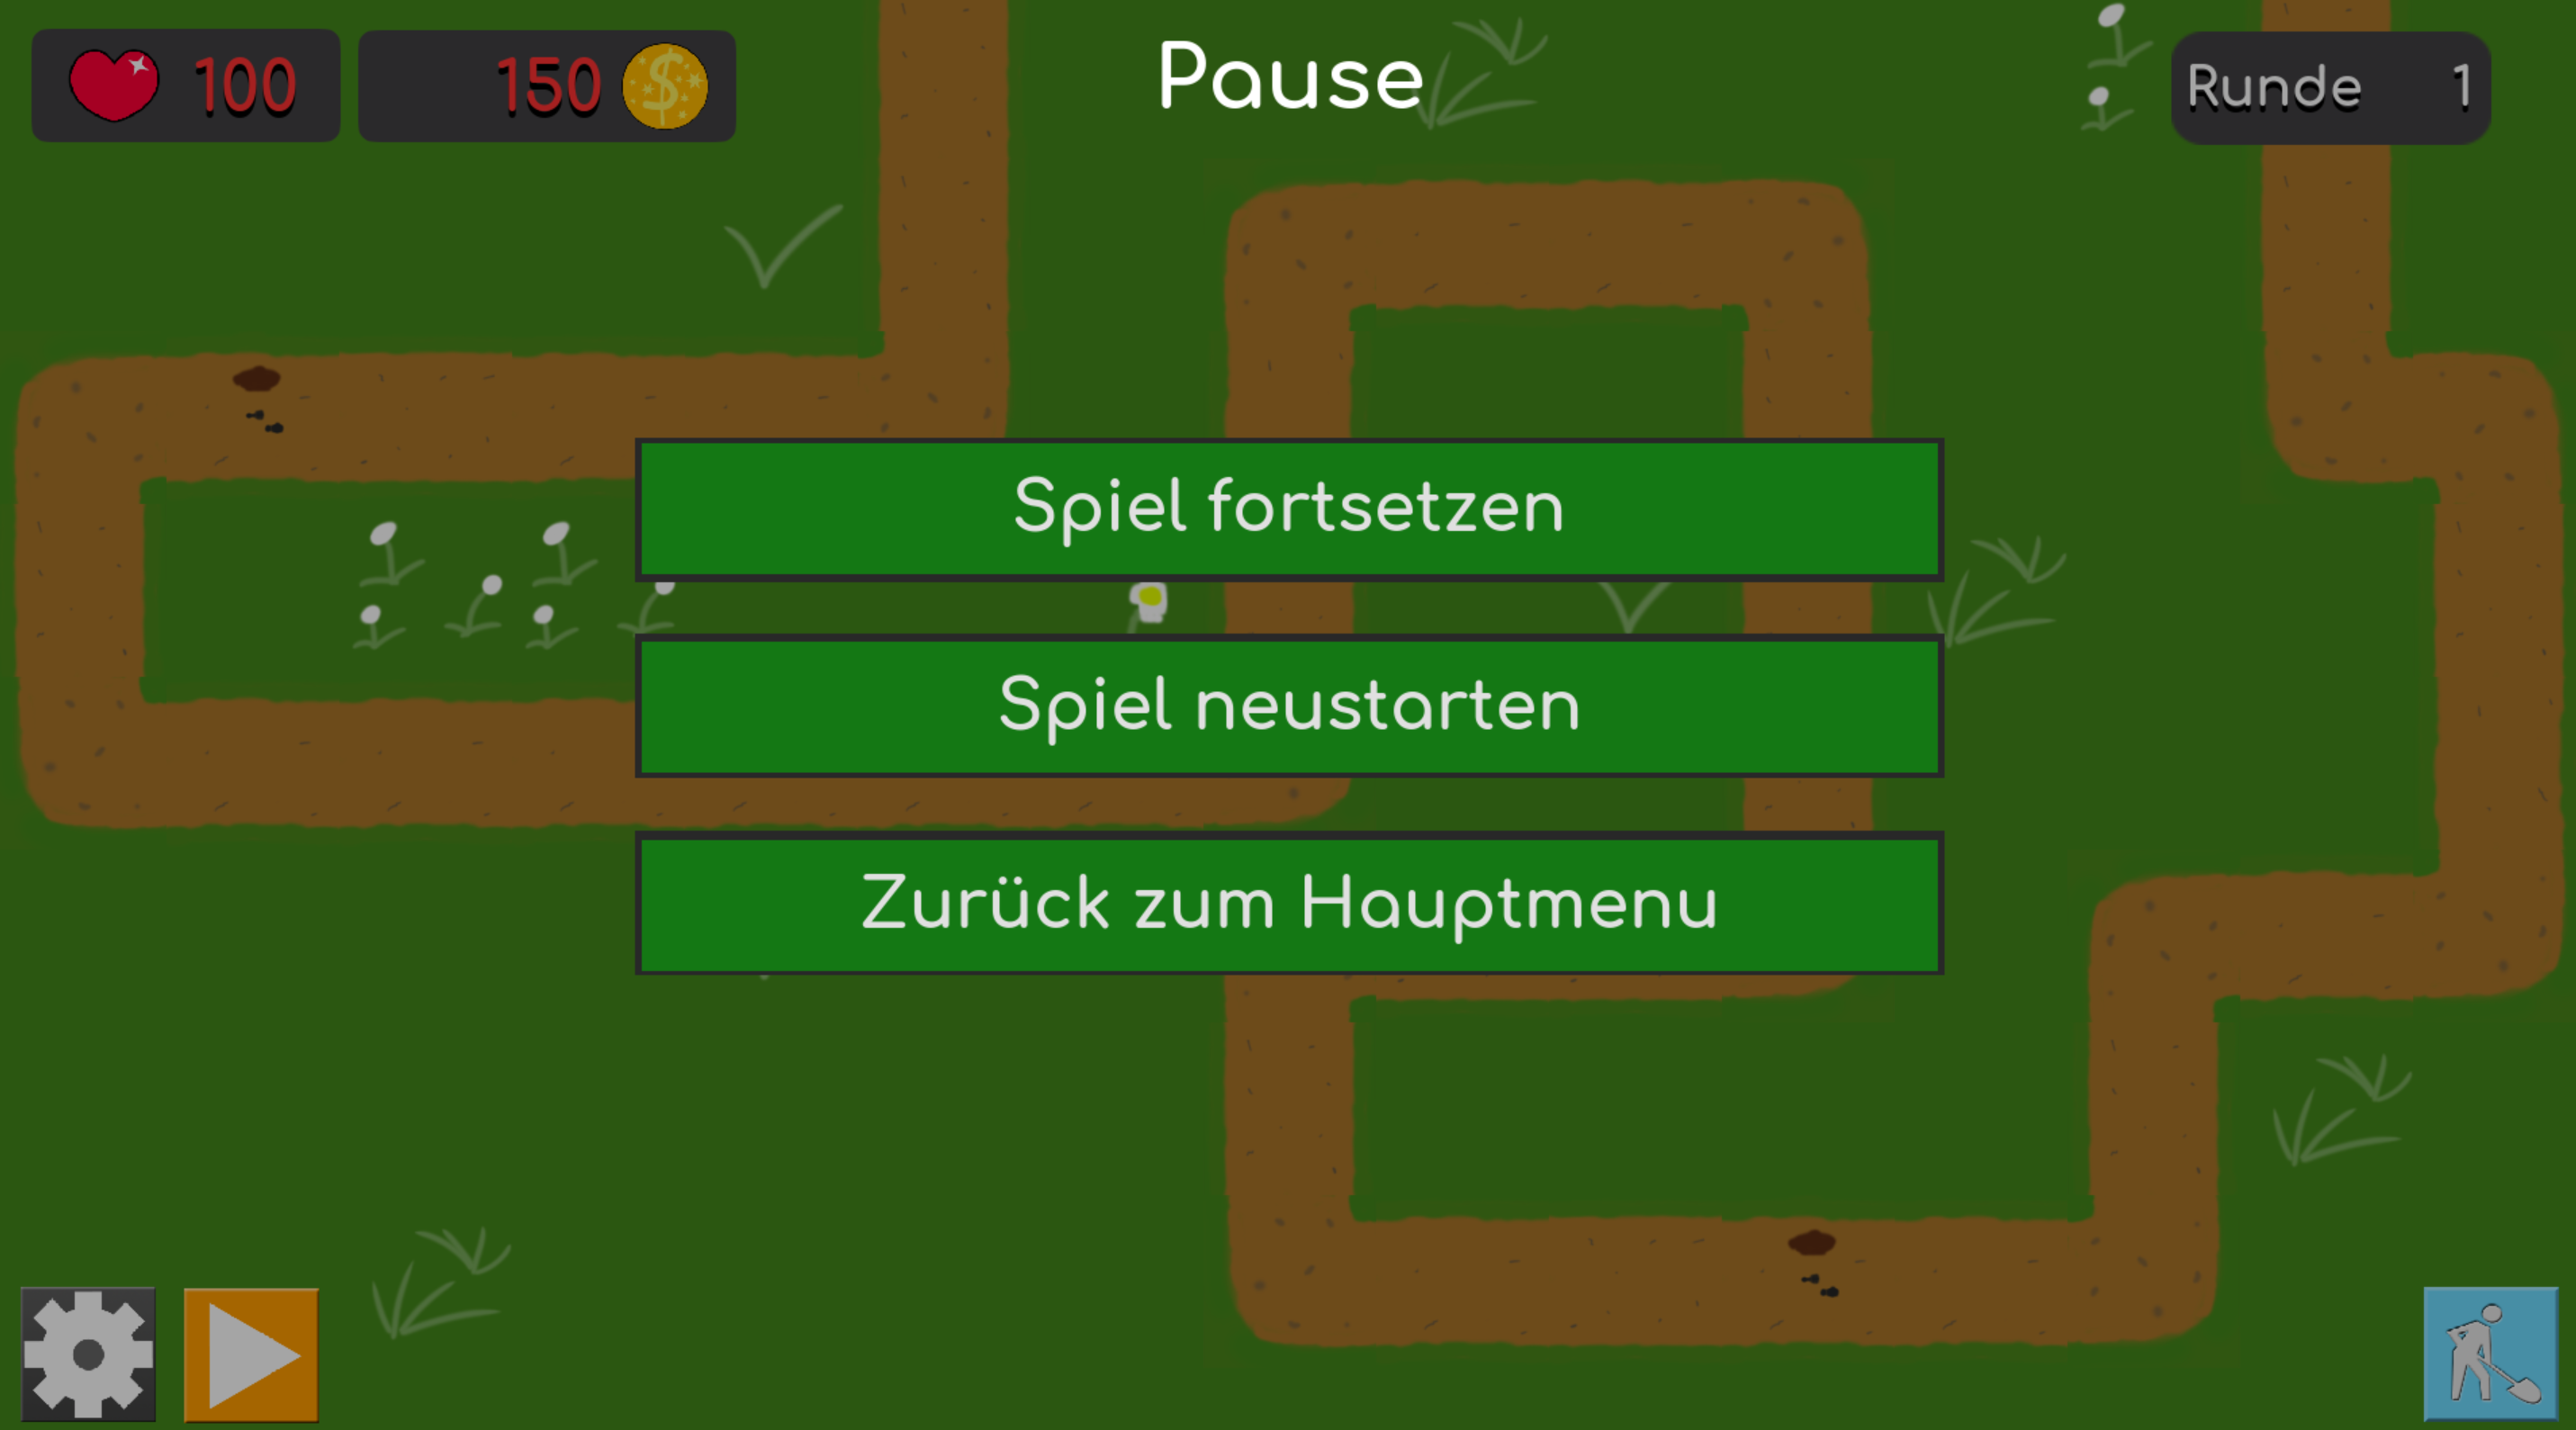 100
150
Pause
Runde 1
Spiel fortsetzen
Spiel neustarten
Zurück zum Hauptmenu